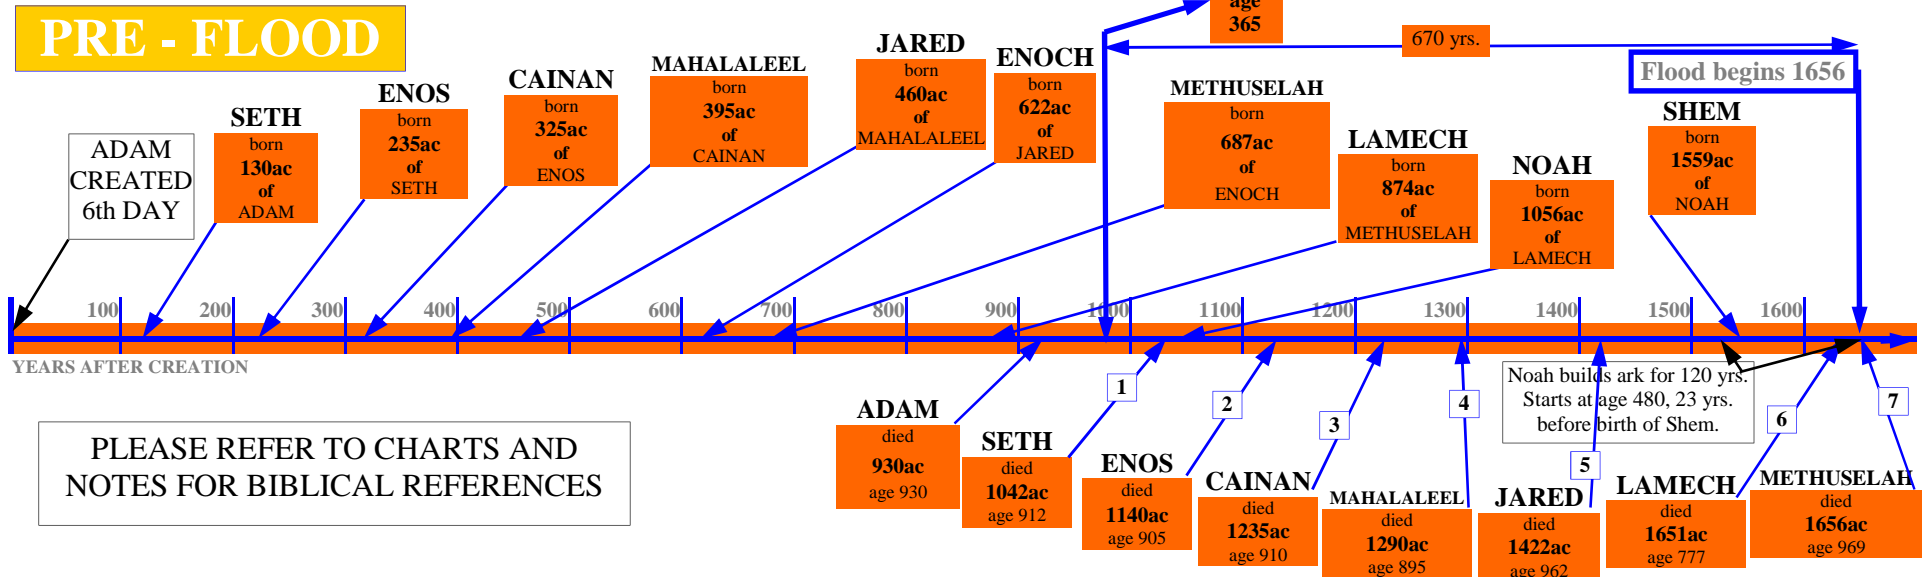 PRE - FLOOD
age
365
670 yrs.
Flood begins 1656
ADAM
CREATED
6th DAY
SETH
born
130ac
of
ADAM
ENOS
born
235ac
of
SETH
CAINAN
born
325ac
of
ENOS
MAHALALEEL
born
395ac
of
CAINAN
JARED
born
460ac
of
MAHALALEEL
ENOCH
born
622ac
of
JARED
METHUSELAH
born
687ac
of
ENOCH
LAMECH
born
874ac
of
METHUSELAH
NOAH
born
1056ac
of
LAMECH
SHEM
born
1559ac
of
NOAH
100 200 300 400 500 600 700 800 900 1000 1100 1200 1300 1400 1500 1600
YEARS AFTER CREATION
PLEASE REFER TO CHARTS AND
NOTES FOR BIBLICAL REFERENCES
ADAM
died
930ac
age 930
1
SETH
died
1042ac
age 912
2
ENOS
died
1140ac
age 905
3
CAINAN
died
1235ac
age 910
4
MAHALALEEL
died
1290ac
age 895
Noah builds ark for 120 yrs.
Starts at age 480, 23 yrs.
before birth of Shem.
5
JARED
died
1422ac
age 962
6
LAMECH
died
1651ac
age 777
7
METHUSELAH
died
1656ac
age 969